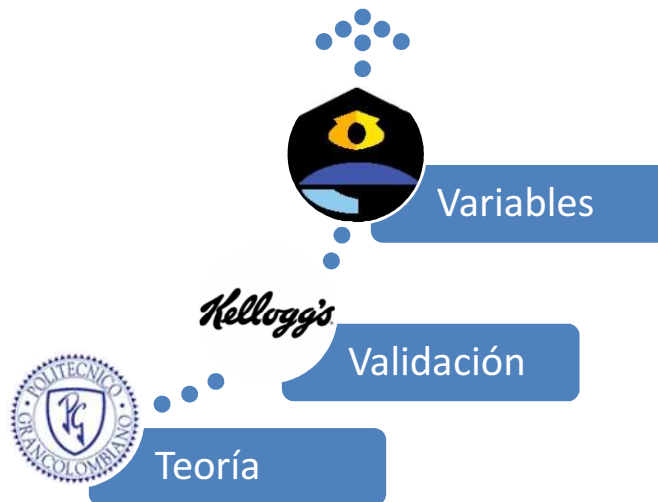 Variables
Kellogg's
Validación
POLITECNICO
GRANCOLOMBIANO
PG
Teoría